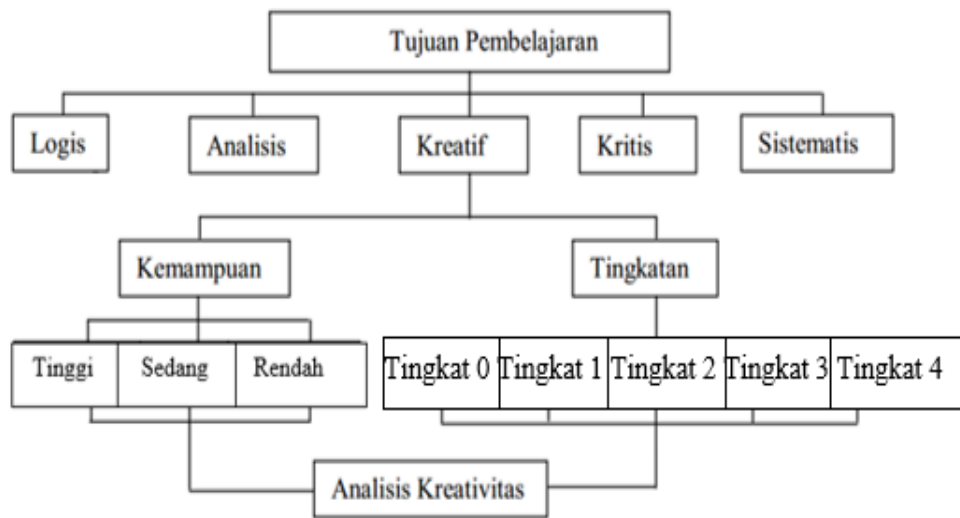 Tujuan Pembelajaran
Logis
Analisis
Kreatif
Kritis
Sistematis
Kemampuan
Tingkatan
Tinggi
Sedang
Rendah
Tingkat 0
Tingkat 1
Tingkat 2
Tingkat 3
Tingkat 4
Analisis Kreativitas